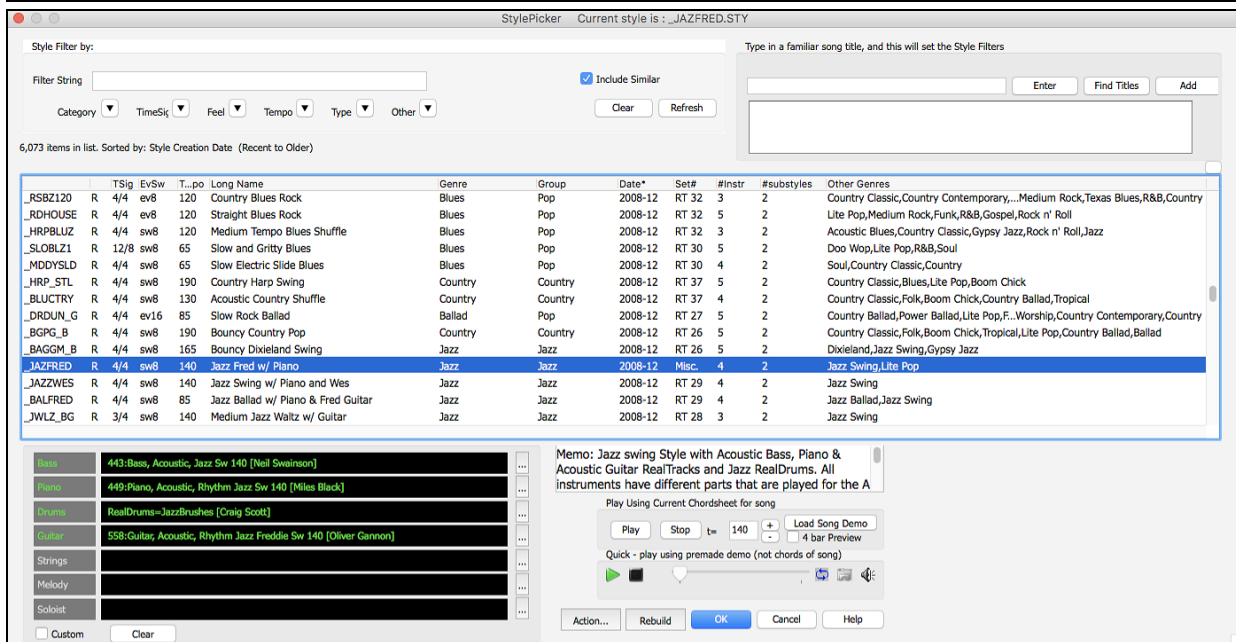 StylePicker Current style is : _JAZFRED.STY
Style Filter by:
Type in a familiar song title, and this will set the Style Filters
Filter String
Include Similar
Enter Find Titles Add
Category TimeSig Feel Tempo Type Other Clear Refresh
6,073 items in list. Sorted by: Style Creation Date (Recent to Older)
TSig EvSw T...po Long Name Genre Group Date* Set# #Instr #substyles Other Genres
_RSBZ120 R 4/4 ev8 120 Country Blues Rock Blues Pop 2008-12 RT 32 3 2 Country Classic,Country Contemporary,...Medium Rock,Texas Blues,R&B,Country
_RDHOUSE R 4/4 ev8 120 Straight Blues Rock Blues Pop 2008-12 RT 32 5 2 Lite Pop,Medium Rock,Funk,R&B,Gospel,Rock n' Roll
_HRPBLUZ R 4/4 sw8 120 Medium Tempo Blues Shuffle Blues Pop 2008-12 RT 32 3 2 Acoustic Blues,Country Classic,Gypsy Jazz,Rock n' Roll,Jazz
_SLOBLZ1 R 12/8 sw8 65 Slow and Gritty Blues Blues Pop 2008-12 RT 30 5 2 Doo Wop,Lite Pop,R&B,Soul
_MDDYSLD R 4/4 sw8 65 Slow Electric Slide Blues Blues Pop 2008-12 RT 30 4 2 Soul,Country Classic,Country
_HRP_STL R 4/4 sw8 190 Country Harp Swing Country Country 2008-12 RT 37 5 2 Country Classic,Blues,Lite Pop,Boom Chick
_BLUCTRY R 4/4 sw8 130 Acoustic Country Shuffle Country Country 2008-12 RT 37 4 2 Country Classic,Folk,Boom Chick,Country Ballad,Tropical
_DRDUN_G R 4/4 ev16 85 Slow Rock Ballad Ballad Pop 2008-12 RT 27 5 2 Country Ballad,Power Ballad,Lite Pop,F...Worship,Country Contemporary,Country
_BGPG_B R 4/4 sw8 190 Bouncy Country Pop Country Country 2008-12 RT 26 5 2 Country Classic,Folk,Boom Chick,Tropical,Lite Pop,Country Ballad,Ballad
_BAGGM_B R 4/4 sw8 165 Bouncy Dixieland Swing Jazz Jazz 2008-12 RT 26 5 2 Dixieland,Jazz Swing,Gypsy Jazz
_JAZFRED R 4/4 sw8 140 Jazz Fred w/ Piano Jazz Jazz 2008-12 Misc. 4 2 Jazz Swing,Lite Pop
_JAZZWES R 4/4 sw8 140 Jazz Swing w/ Piano and Wes Jazz Jazz 2008-12 RT 29 4 2 Jazz Swing
_BALFRED R 4/4 sw8 85 Jazz Ballad w/ Piano & Fred Guitar Jazz Jazz 2008-12 RT 29 4 2 Jazz Ballad,Jazz Swing
_JWLZ_BG R 3/4 sw8 140 Medium Jazz Waltz w/ Guitar Jazz Jazz 2008-12 RT 28 3 2 Jazz Swing
Bass 443:Bass, Acoustic, Jazz Sw 140 [Neil Swainson] ...
Piano 449:Piano, Acoustic, Rhythm Jazz Sw 140 [Miles Black] ...
Drums RealDrums=JazzBrushes [Craig Scott] ...
Guitar 558:Guitar, Acoustic, Rhythm Jazz Freddie Sw 140 [Oliver Gannon] ...
Strings ...
Melody ...
Soloist ...
Custom Clear
Memo: Jazz swing Style with Acoustic Bass, Piano &
Acoustic Guitar RealTracks and Jazz RealDrums. All
instruments have different parts that are played for the A
Play Using Current Chordsheet for song
Play Stop t= 140 + - Load Song Demo
4 bar Preview
Quick - play using premade demo (not chords of song)
Action... Rebuild OK Cancel Help